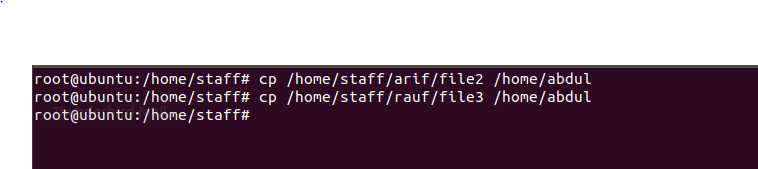 .
root@ubuntu:/home/staff# cp /home/staff/arif/file2 /home/abdul
root@ubuntu:/home/staff# cp /home/staff/rauf/file3 /home/abdul
root@ubuntu:/home/staff#